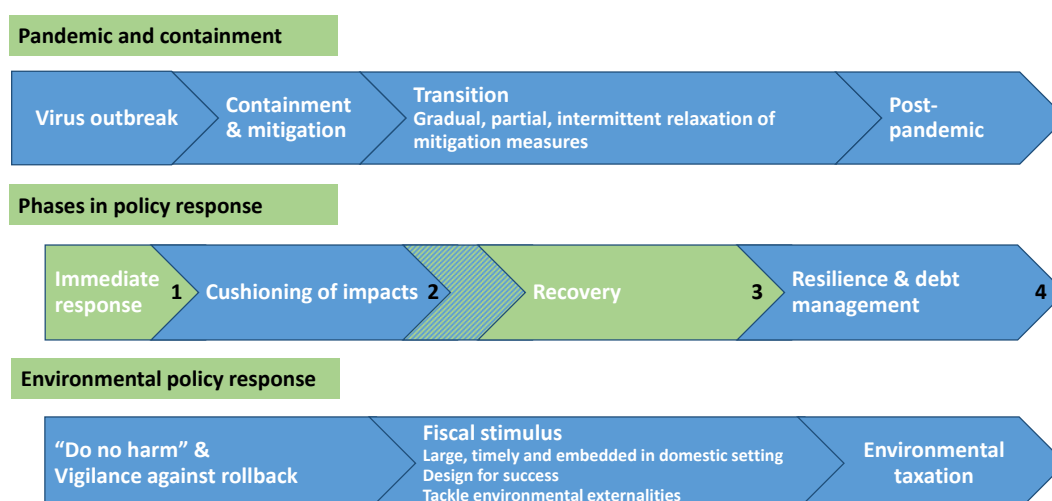 Pandemic and containment
Virus outbreak
Containment
& mitigation
Transition
Gradual, partial, intermittent relaxation of
mitigation measures
Post-
pandemic
Phases in policy response
Immediate
response
1
Cushioning of impacts
2
Recovery
3
Resilience & debt
management
4
Environmental policy response
“Do no harm” &
Vigilance against rollback
Fiscal stimulus
Large, timely and embedded in domestic setting
Design for success
Tackle environmental externalities
Environmental
taxation